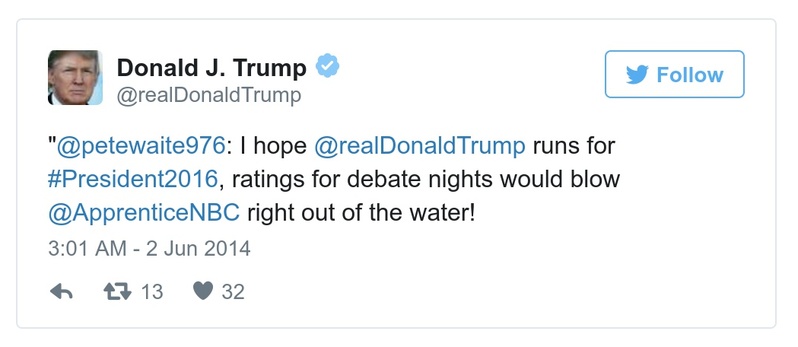 Donald J. Trump
@realDonaldTrump
Follow
"@petewaite976: I hope @realDonaldTrump runs for
#President2016, ratings for debate nights would blow
@ApprenticeNBC right out of the water!
3:01 AM - 2 Jun 2014
13 32